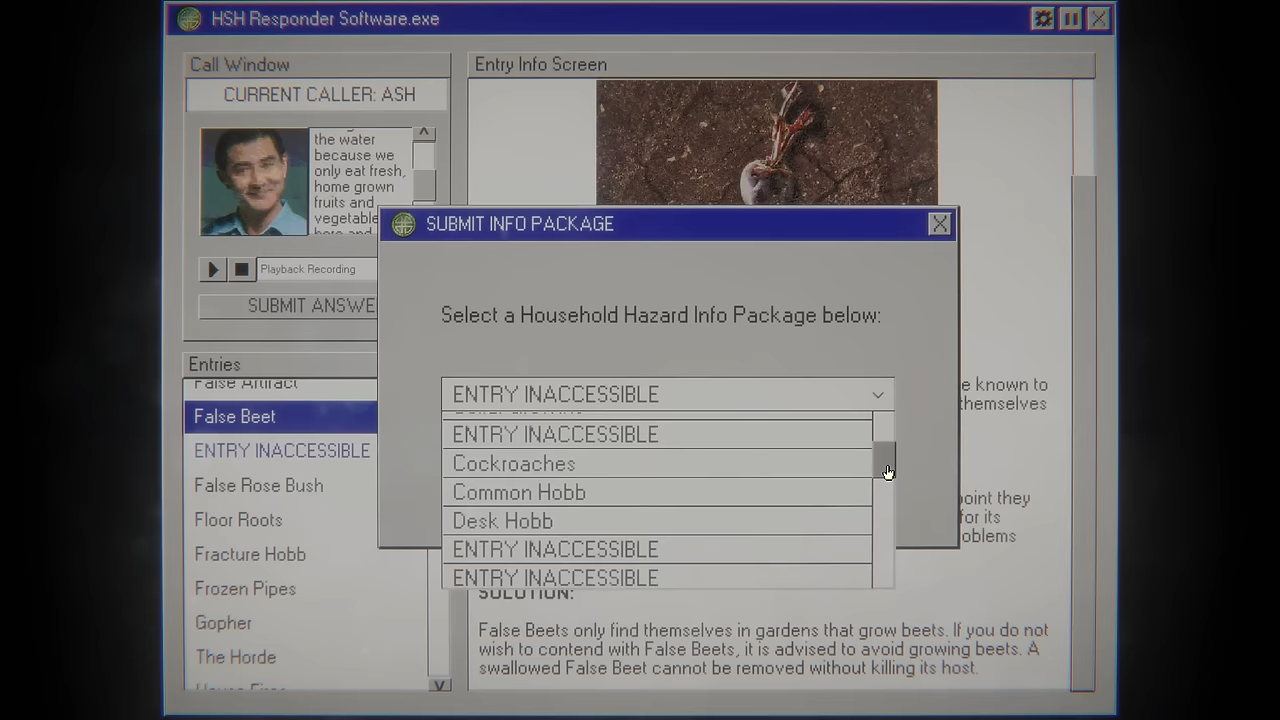 HSH Responder Software.exe
Call Window
CURRENT CALLER: ASH
the water
because we
only eat fresh,
home grown
fruits and
vegetable
Playback Recording
SUBMIT ANSWE
Entries
False Artifact
False Beet
ENTRY INACCESSIBLE
False Rose Bush
Floor Roots
Fracture Hobb
Frozen Pipes
Gopher
The Horde
Entry Info Screen
e known to
themselves
point they
for its
oblems
SOLUTION:
False Beets only find themselves in gardens that grow beets. If you do not
wish to contend with False Beets, it is advised to avoid growing beets. A
swallowed False Beet cannot be removed without killing its host.
SUBMIT INFO PACKAGE
Select a Household Hazard Info Package below:
ENTRY INACCESSIBLE
ENTRY INACCESSIBLE
Cockroaches
Common Hobb
Desk Hobb
ENTRY INACCESSIBLE
ENTRY INACCESSIBLE